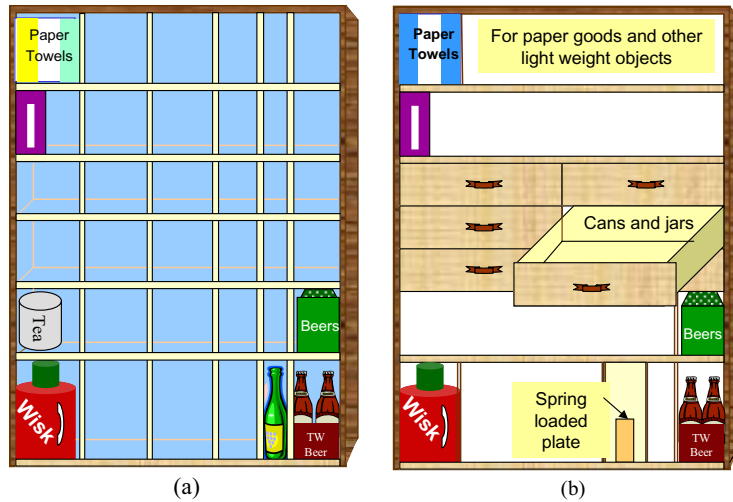 Paper
Towels
Tea
Beers
Wisk
TW
Beer
(a)
Paper
Towels
For paper goods and other
light weight objects
Cans and jars
Beers
Wisk
Spring
loaded
plate
TW
Beer
(b)